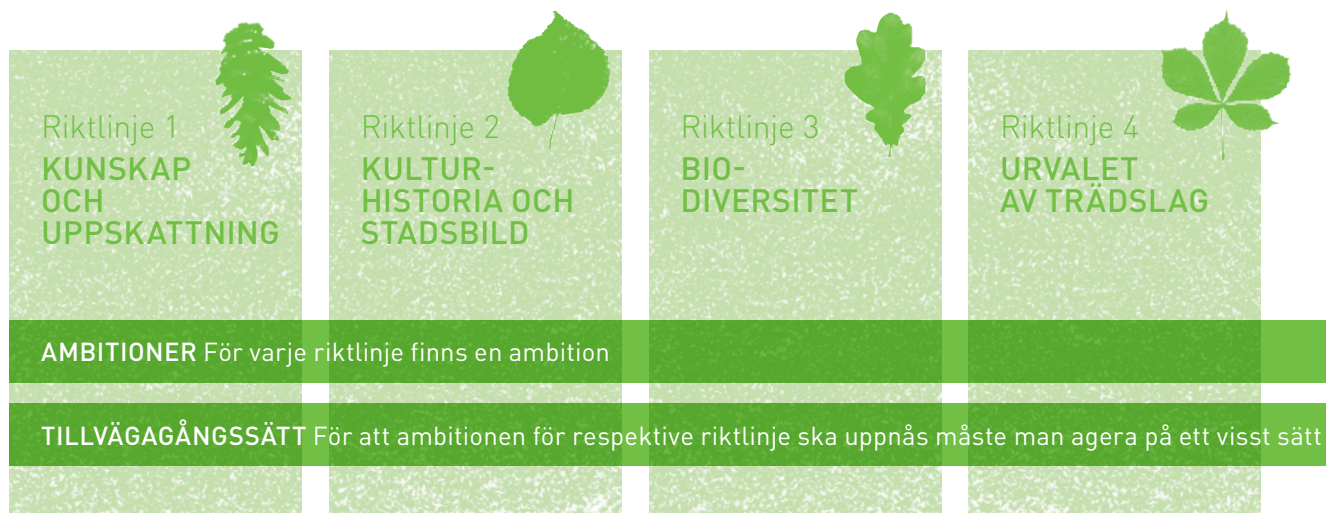 Riktlinje 1
KUNSKAP
OCH
UPPSKATTNING
Riktlinje 2
KULTUR-
HISTORIA OCH
STADSBILD
Riktlinje 3
BIO-
DIVERSITET
Riktlinje 4
URVALET
AV TRÄDSLAG
AMBITIONER För varje riktlinje finns en ambition
TILLVÄGAGÅNGSSÄTT För att ambitionen för respektive riktlinje ska uppnås måste man agera på ett visst sätt